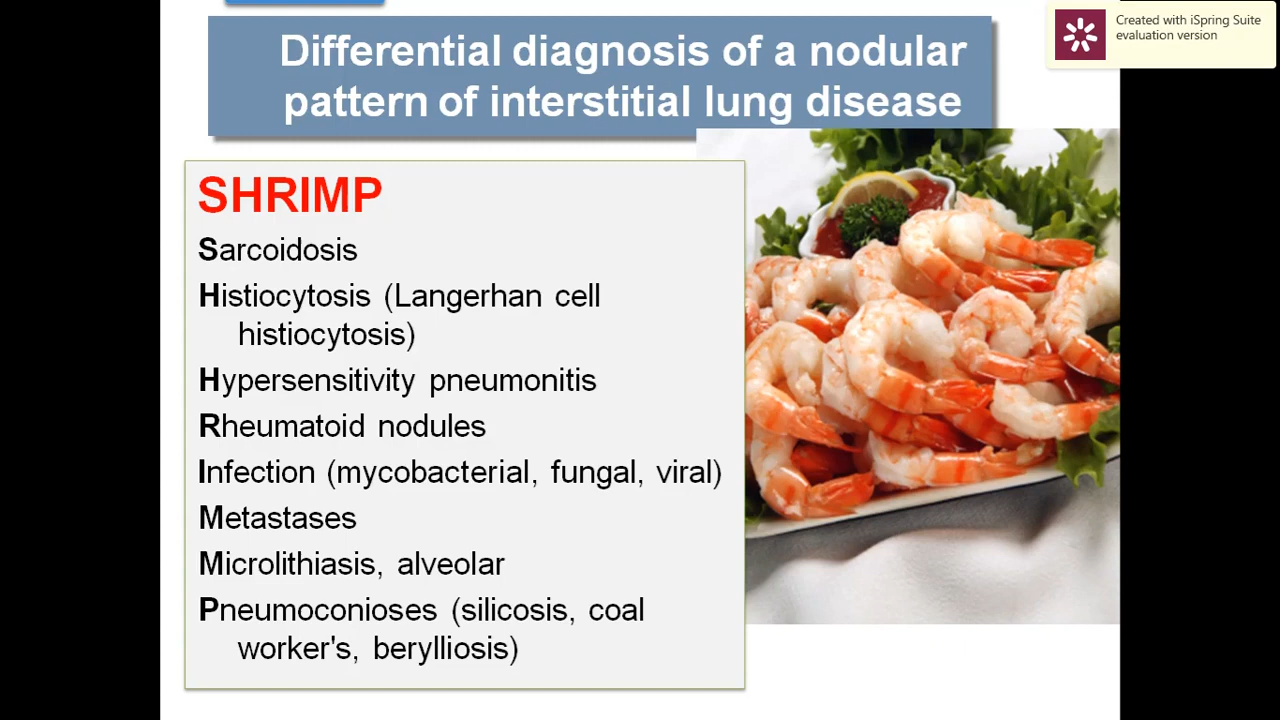 Created with iSpring Suite
evaluation version
Differential diagnosis of a nodular
pattern of interstitial lung disease
SHRIMP
Sarcoidosis
Histiocytosis (Langerhan cell
histiocytosis)
Hypersensitivity pneumonitis
Rheumatoid nodules
Infection (mycobacterial, fungal, viral)
Metastases
Microlithiasis, alveolar
Pneumoconioses (silicosis, coal
worker's, berylliosis)